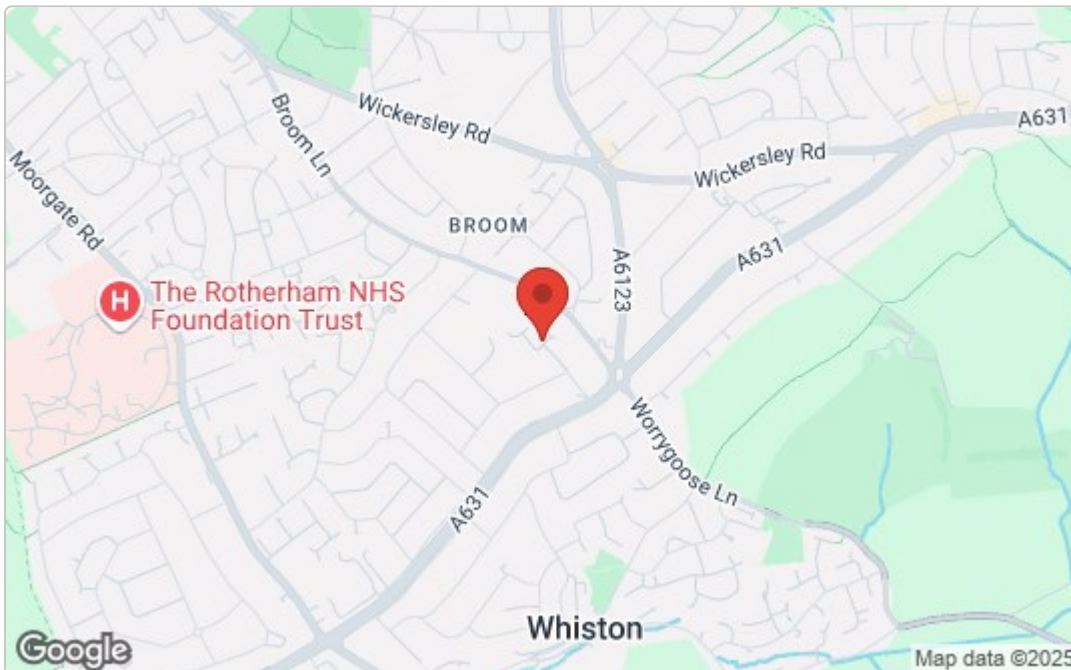 Wickersley Rd
A631
Broom Ln
Wickersley Rd
Moorgate Rd
BROOM
A6123
A631
H
The Rotherham NHS
Foundation Trust
Worrygoose Ln
A631
Whiston
Google
Map data ©2025